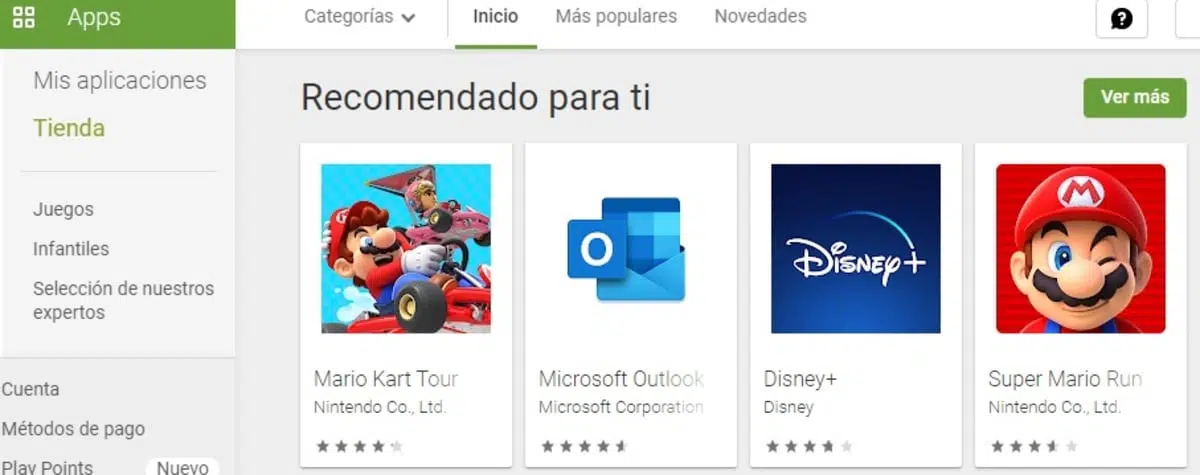 Apps
Categorías
Inicio
Más populares
Novedades
Mis aplicaciones
Tienda
Juegos
Infantiles
Selección de nuestros
expertos
Cuenta
Métodos de pago
Play Points
Nuevo
Recomendado para ti
Ver más
M
O
Disney+
M
Mario Kart Tour
Nintendo Co., Ltd.
Microsoft Outlook
Microsoft Corporation
Disney+
Disney
Super Mario Run
Nintendo Co., Ltd.